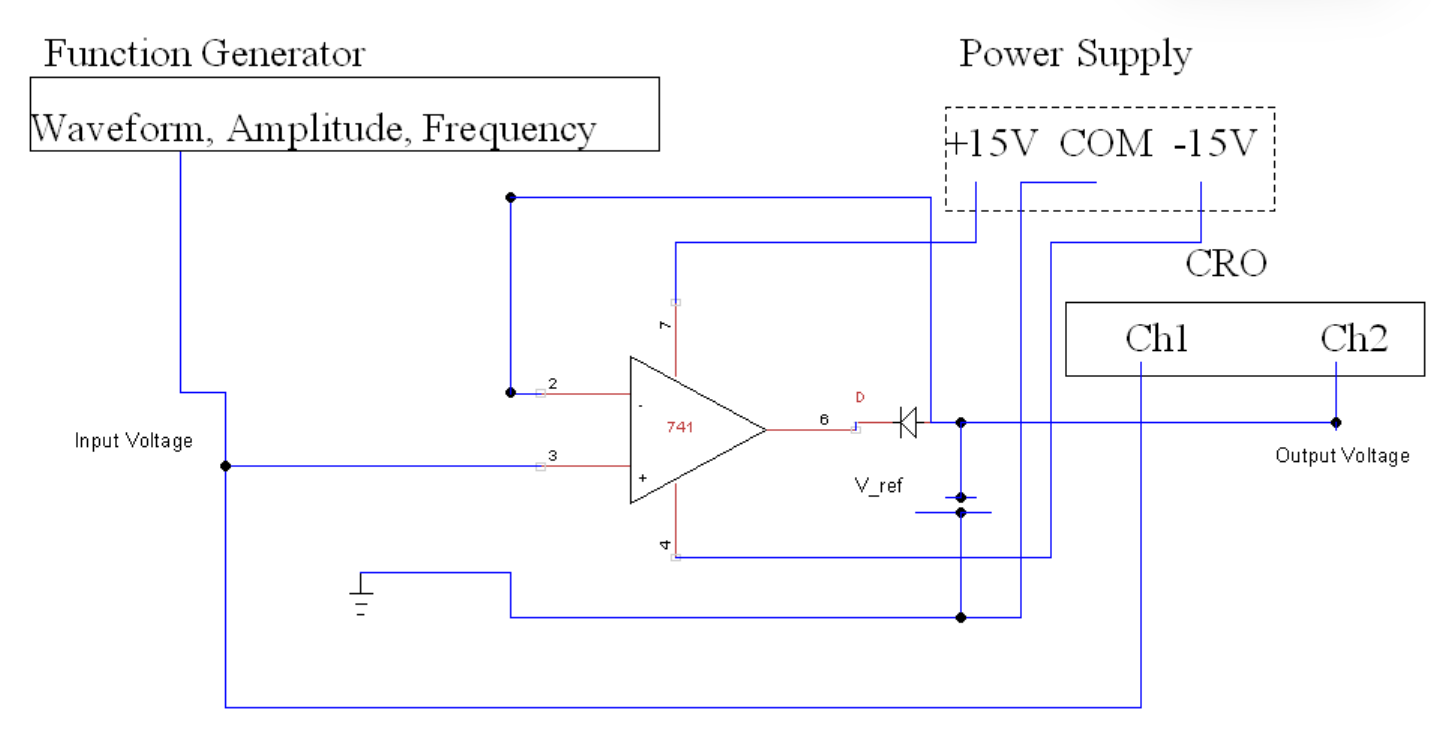 Function Generator
Power Supply
Waveform, Amplitude, Frequency
+15V COM -15V
CRO
7
Ch1 Ch2
2
D
-
6
741
Input Voltage
3
Output Voltage
+
V_ref
4